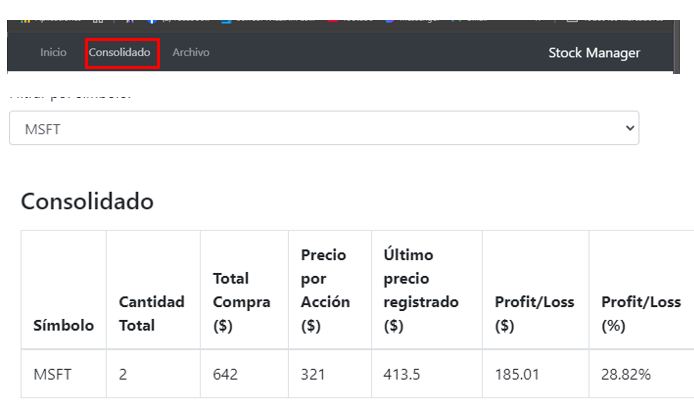 Inicio Consolidado Archivo Stock Manager
MSFT
Consolidado
Símbolo Cantidad Total Total Compra ($) Precio por Acción ($) Último precio registrado ($) Profit/Loss ($) Profit/Loss (%)
MSFT 2 642 321 413.5 185.01 28.82%